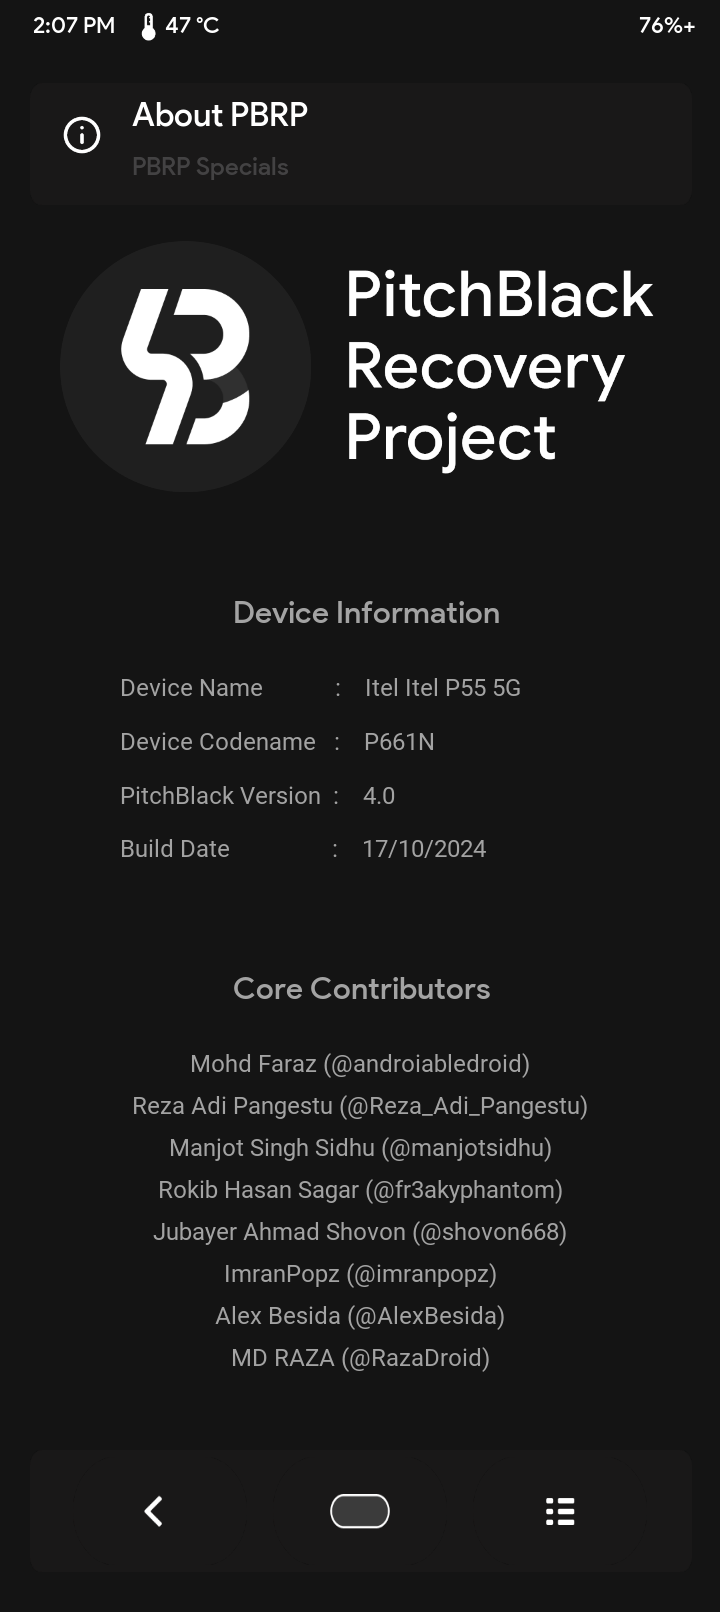 2:07 PM 47 °C 76%+
About PBRP
PBRP Specials
PitchBlack
Recovery
Project
Device Information
Device Name : Itel Itel P55 5G
Device Codename : P661N
PitchBlack Version : 4.0
Build Date : 17/10/2024
Core Contributors
Mohd Faraz (@androiabledroid)
Reza Adi Pangestu (@Reza_Adi_Pangestu)
Manjot Singh Sidhu (@manjotsidhu)
Rokib Hasan Sagar (@fr3akyphantom)
Jubayer Ahmad Shovon (@shovon668)
ImranPopz (@imranpopz)
Alex Besida (@AlexBesida)
MD RAZA (@RazaDroid)